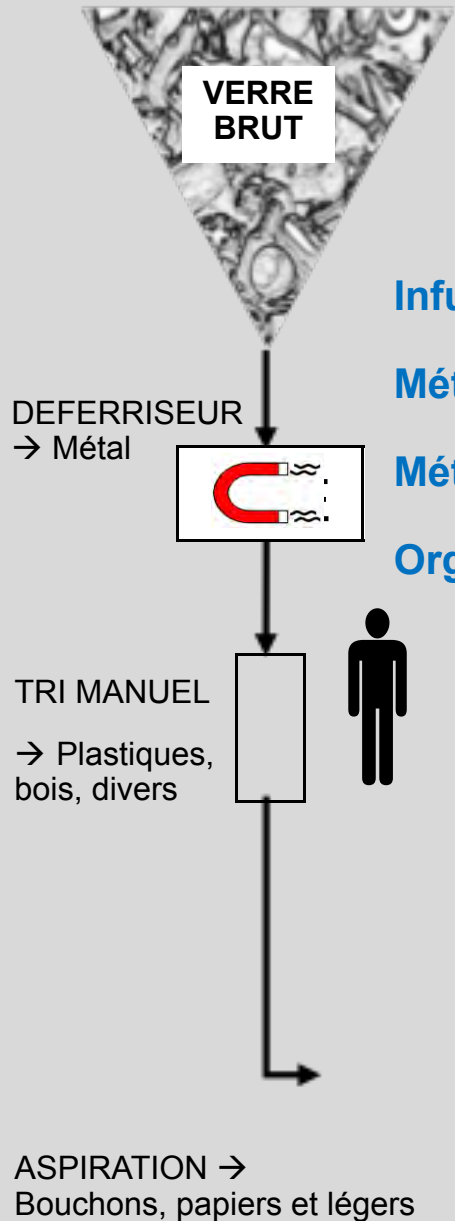 VERRE
BRUT
DEFERRISEUR
→ Métal
TRI MANUEL
→ Plastiques,
bois, divers
ASPIRATION →
Bouchons, papiers et légers